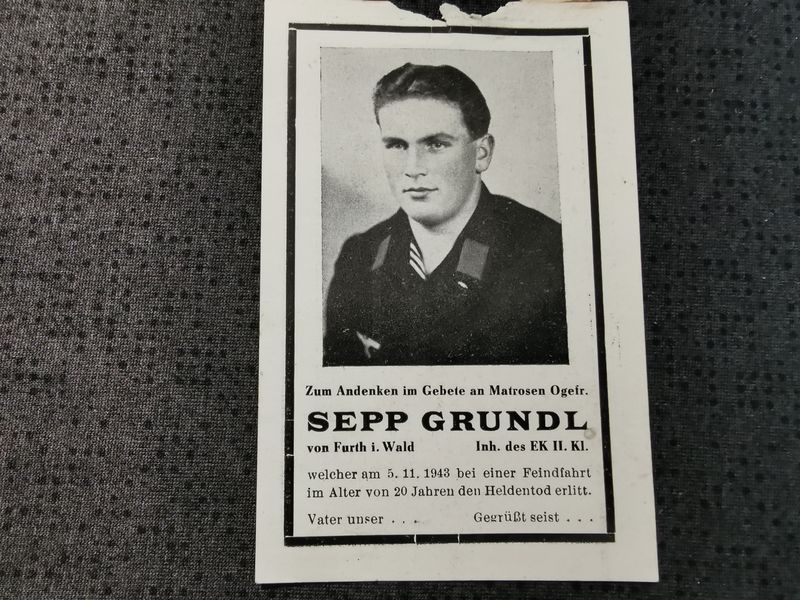 Zum Andenken im Gebete an Matrosen Ogefr.
SEPP GRUNDL
von Furth i. Wald Inh. des EK II. Kl.
welcher am 5. 11. 1943 bei einer Feindfahrt
im Alter von 20 Jahren den Heldentod erlitt.
Vater unser . . . Gegrüßt seist . . .